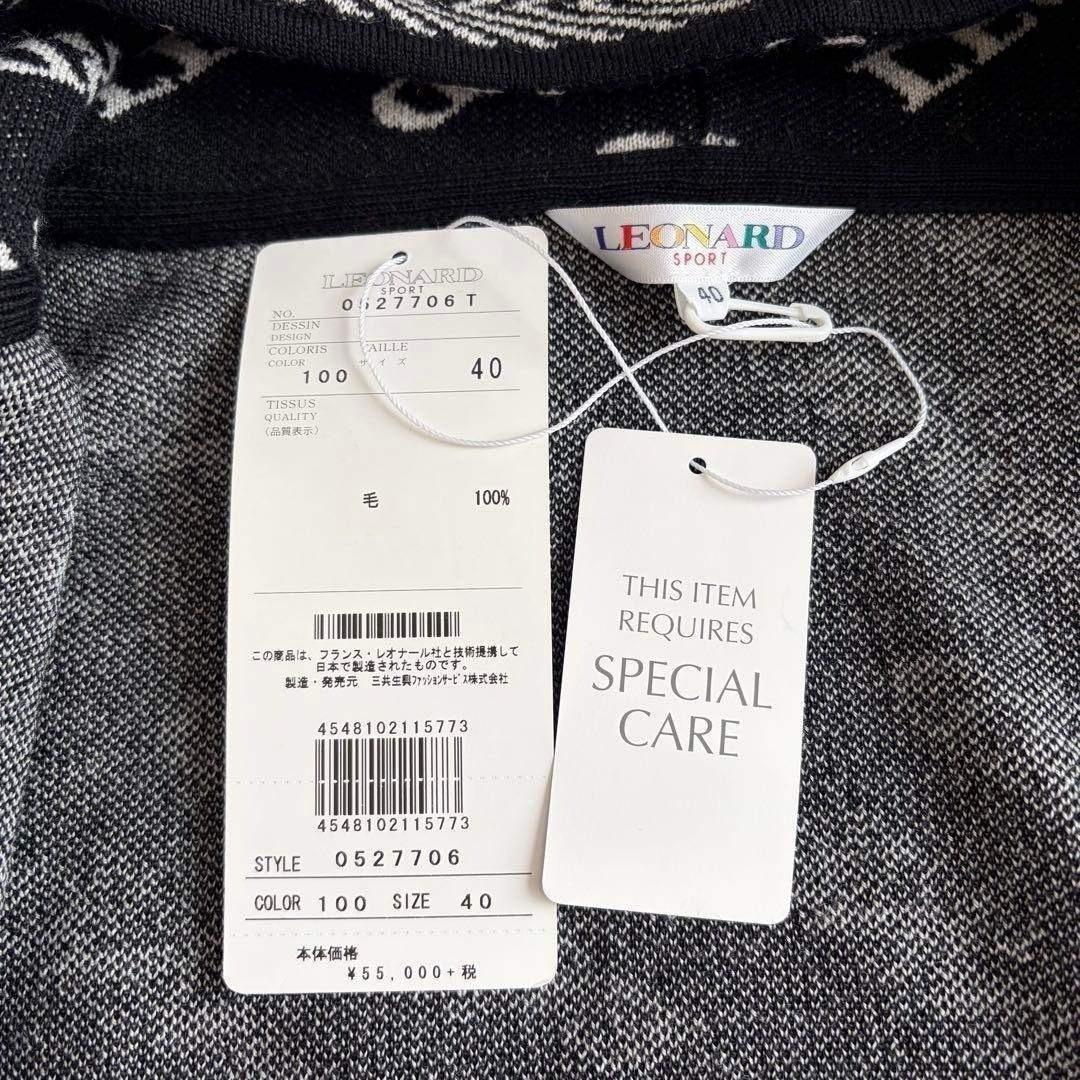 LEONARD
SPORT
40
LEONARD
SPORT
NO. 0527706 T
DESSIN
DESIGN
COLORIS TAILLE
COLOR サイズ
100 40
TISSUS
QUALITY
(品質表示)
毛 100%
この商品は、フランス・レオナール社と技術提携して
日本で製造されたものです。
製造・発売元 三共生興ファッションサービス株式会社
4548102115773
4548102115773
STYLE 0527706
COLOR 100 SIZE 40
本体価格
¥55,000+税
THIS ITEM
REQUIRES
SPECIAL
CARE